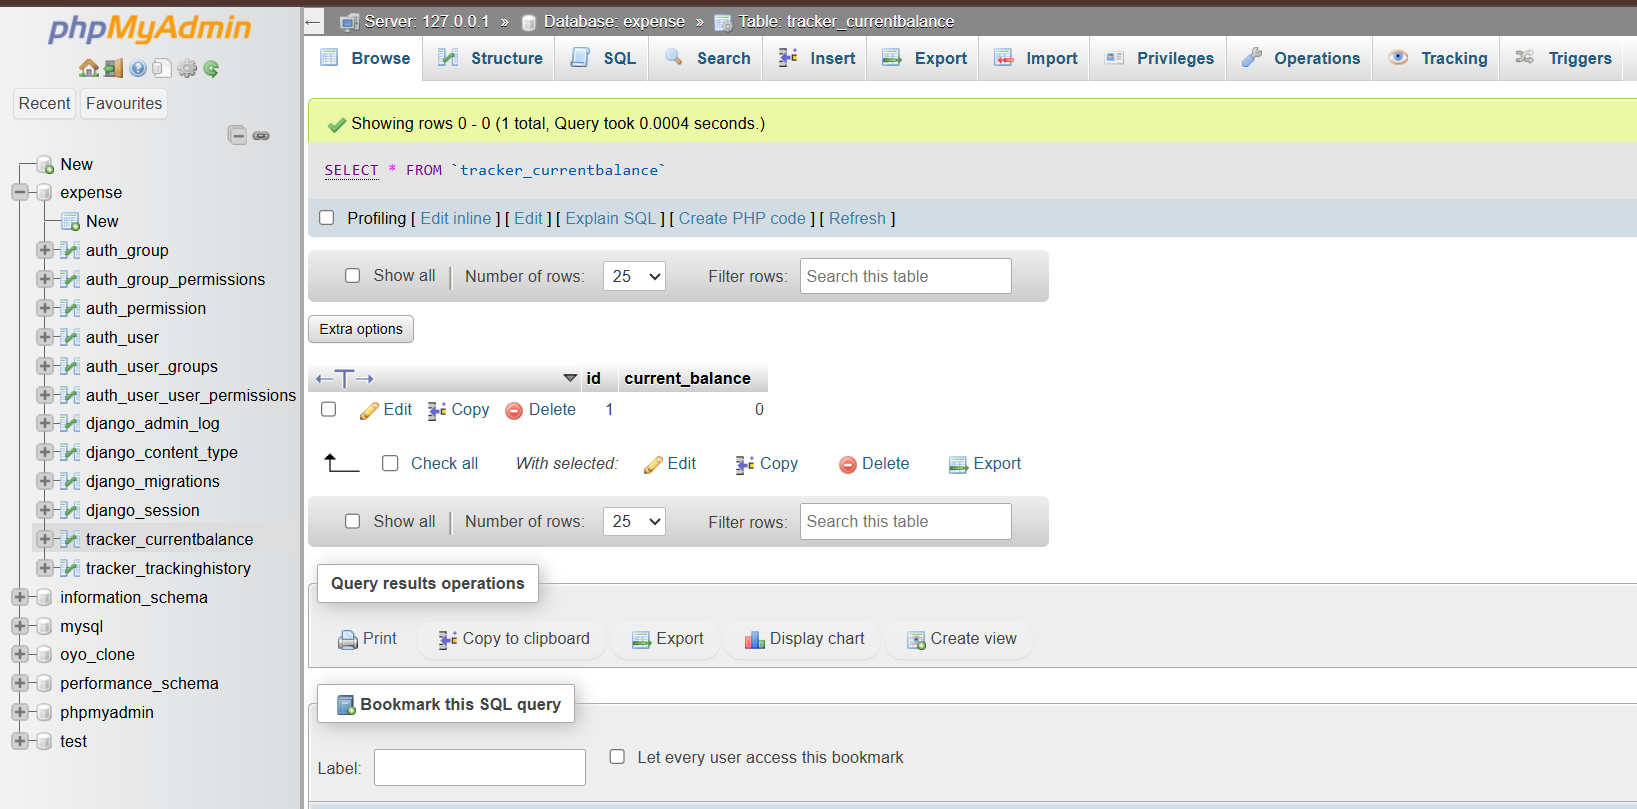 phpMyAdmin
Recent Favourites
New
expense
New
auth_group
auth_group_permissions
auth_permission
auth_user
auth_user_groups
auth_user_user_permissions
django_admin_log
django_content_type
django_migrations
django_session
tracker_currentbalance
tracker_trackinghistory
information_schema
mysql
oyo_clone
performance_schema
phpmyadmin
test
Server: 127.0.0.1 » Database: expense » Table: tracker_currentbalance
Browse Structure SQL Search Insert Export Import Privileges Operations Tracking Triggers
Showing rows 0 - 0 (1 total, Query took 0.0004 seconds.)
SELECT * FROM `tracker_currentbalance`
Profiling [ Edit inline ] [ Edit ] [ Explain SQL ] [ Create PHP code ] [ Refresh ]
Show all Number of rows: 25 Filter rows: Search this table
Extra options
id current_balance
Edit Copy Delete 1 0
Check all With selected: Edit Copy Delete Export
Show all Number of rows: 25 Filter rows: Search this table
Query results operations
Print Copy to clipboard Export Display chart Create view
Bookmark this SQL query
Label: Let every user access this bookmark